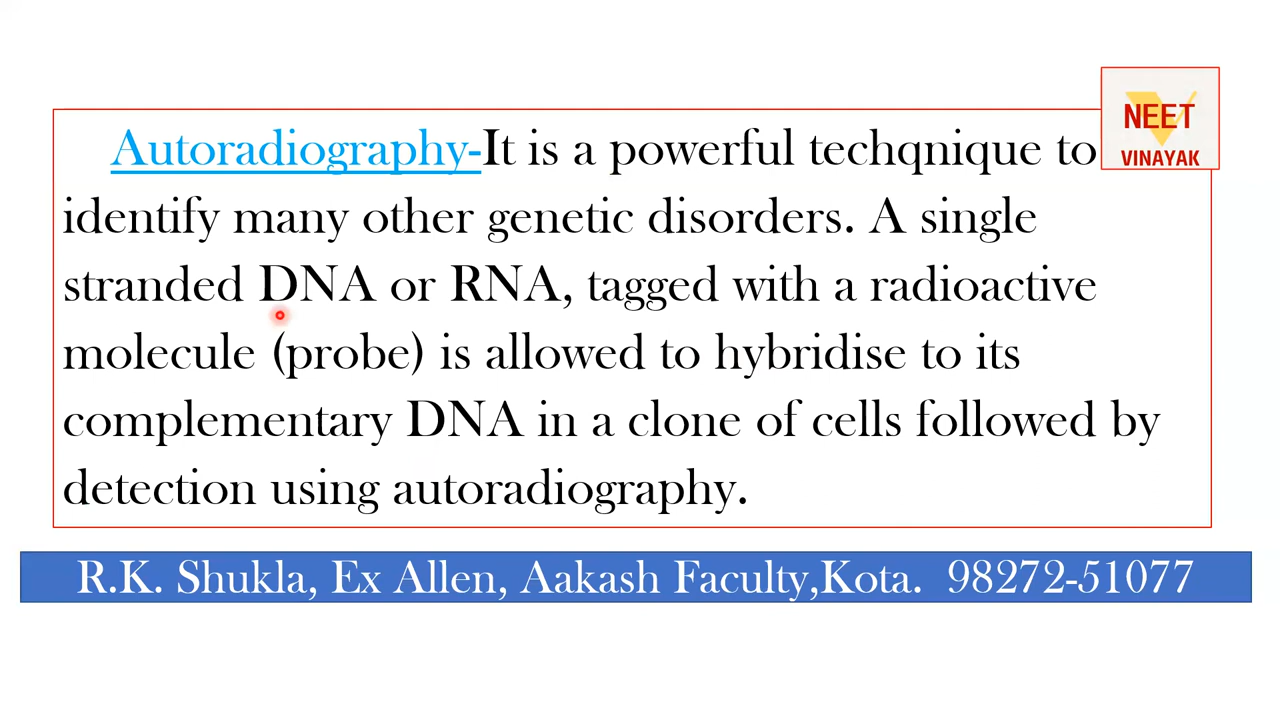 NEET
VINAYAK
Autoradiography-It is a powerful techqnique to
identify many other genetic disorders. A single
stranded DNA or RNA, tagged with a radioactive
molecule (probe) is allowed to hybridise to its
complementary DNA in a clone of cells followed by
detection using autoradiography.
R.K. Shukla, Ex Allen, Aakash Faculty,Kota. 98272-51077